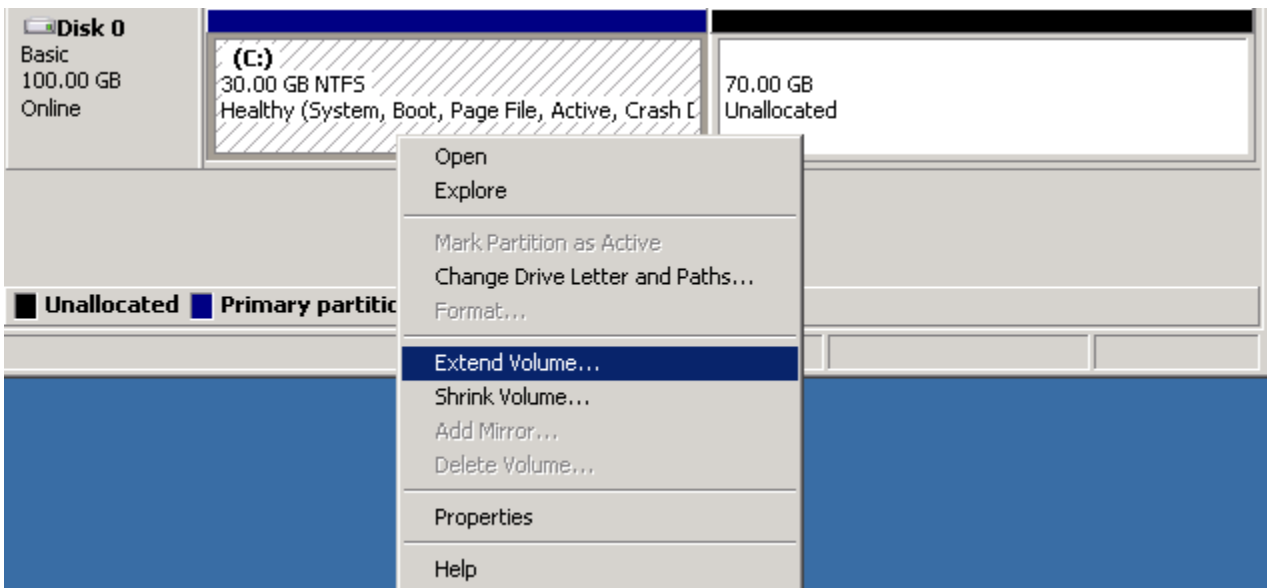 Disk 0
Basic
100.00 GB
Online
(C:)
30.00 GB NTFS
Healthy (System, Boot, Page File, Active, Crash D
70.00 GB
Unallocated
Open
Explore
Mark Partition as Active
Change Drive Letter and Paths...
Format...
Unallocated Primary partitic
Extend Volume...
Shrink Volume...
Add Mirror...
Delete Volume...
Properties
Help